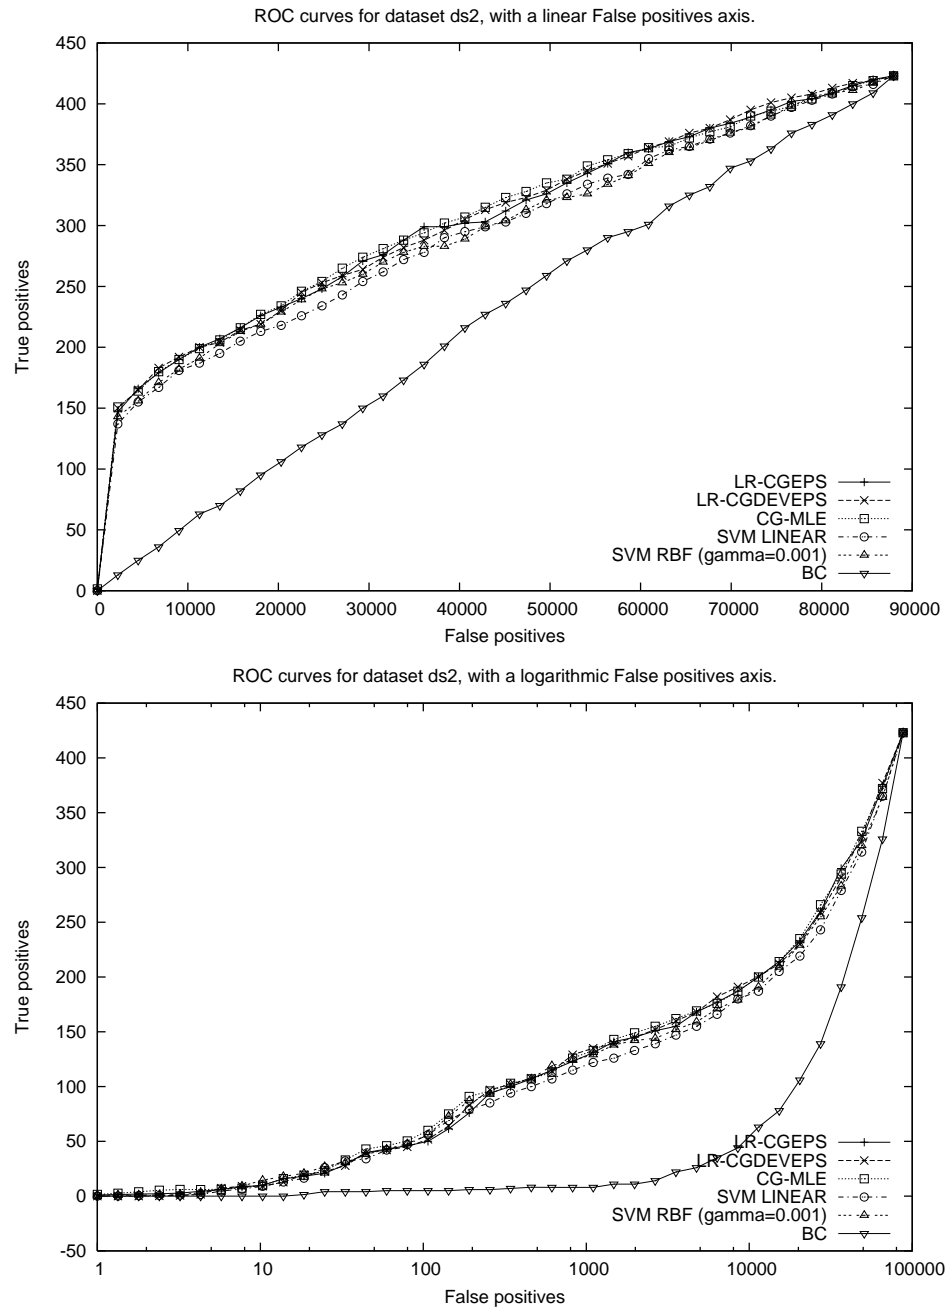 ROC curves for dataset ds2, with a linear False positives axis.
450
400
350
300
250
200
150
100
50
0
True positives
LR-CGEPS
LR-CGDEVEPS
CG-MLE
SVM LINEAR
SVM RBF (gamma=0.001)
BC
0 10000 20000 30000 40000 50000 60000 70000 80000 90000
False positives
ROC curves for dataset ds2, with a logarithmic False positives axis.
450
400
350
300
250
200
150
100
50
0
-50
True positives
LR-CGEPS
LR-CGDEVEPS
CG-MLE
SVM LINEAR
SVM RBF (gamma=0.001)
BC
1 10 100 1000 10000 100000
False positives